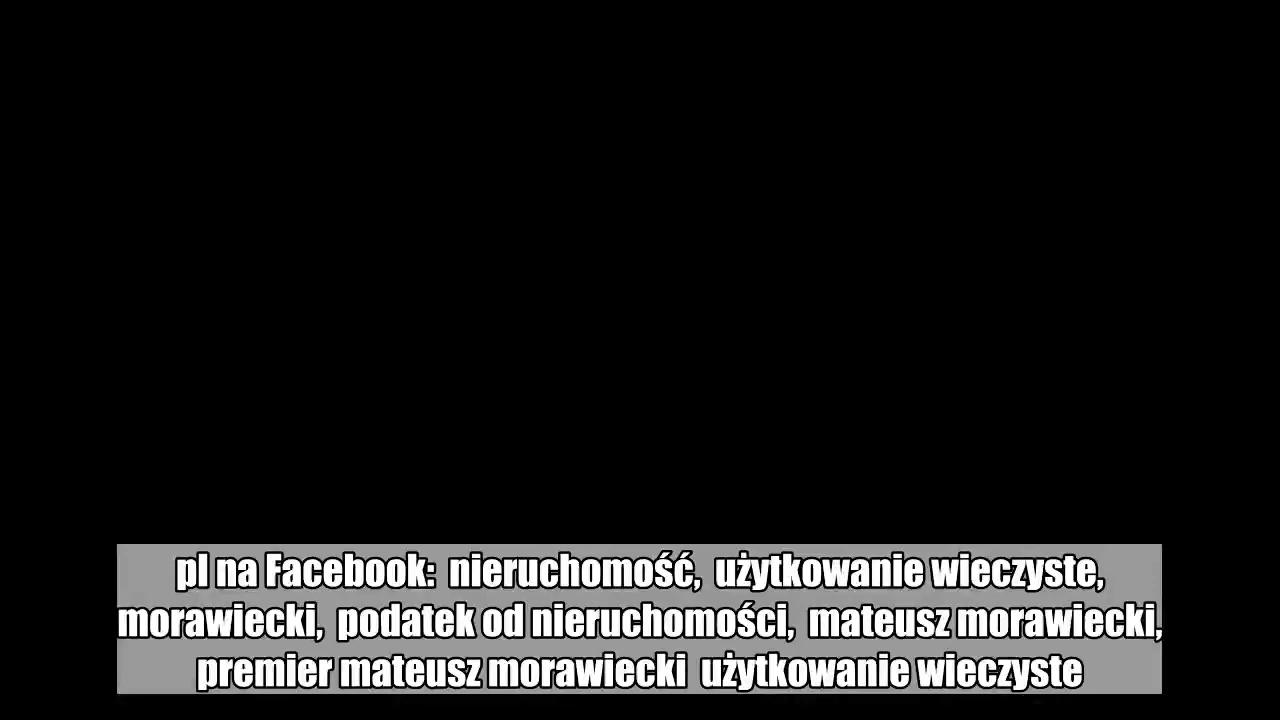 pl na Facebook: nieruchomość, użytkowanie wieczyste,
morawiecki, podatek od nieruchomości, mateusz morawiecki,
premier mateusz morawiecki użytkowanie wieczyste